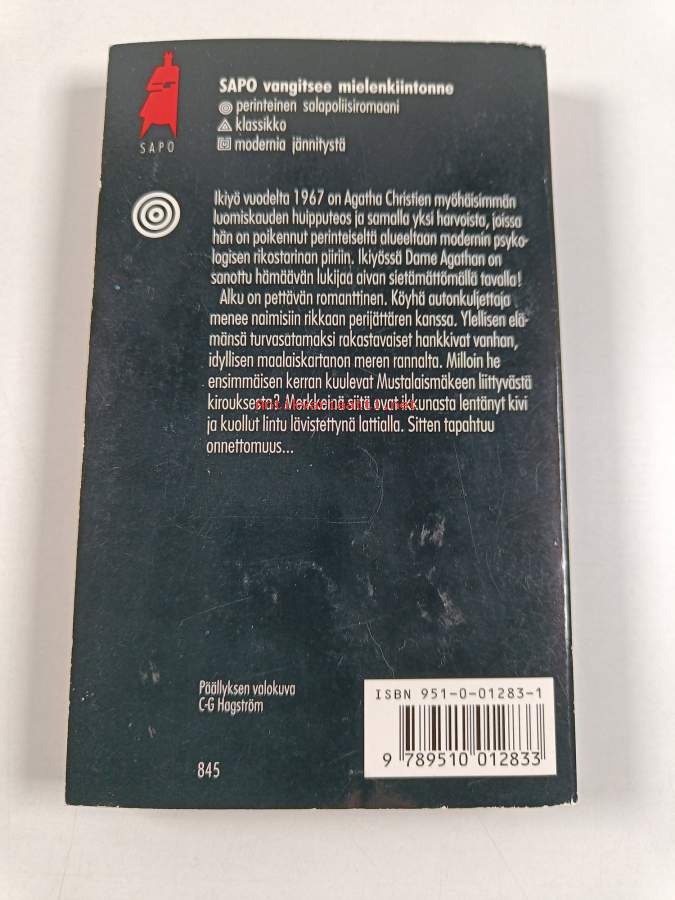 SAPO vangitsee mielenkiintonne
perinteinen salapoliisiromaani
klassikko
modernia jännitystä
SAPO
Ikiyö vuodelta 1967 on Agatha Christien myöhäisimmän
luomiskauden huipputeos ja samalla yksi harvoista, joissa
hän on poikennut perinteiseltä alueeltaan modernin psyko-
logisen rikostarinan piiriin. Ikiyössä Dame Agathan on
sanottu hämäävän lukijaa aivan sietämättömällä tavalla!
Alku on pettävän romanttinen. Köyhä autonkuljettaja
menee naimisiin rikkaan perijättären kanssa. Ylellisen elä-
mänsä turvasatamaksi rakastavaiset hankkivat vanhan,
idyllisen maalaiskartanon meren rannalta. Milloin he
ensimmäisen kerran kuulevat Mustalaismäkeen liittyvästä
kirouksesta? Merkkeinä siitä ovat ikkunasta lentänyt kivi
ja kuollut lintu lävistettynä lattialla. Sitten tapahtuu
onnettomuus...
Päällyksen valokuva
C-G Hagström
845
ISBN 951-0-01283-1
9 789510 012833